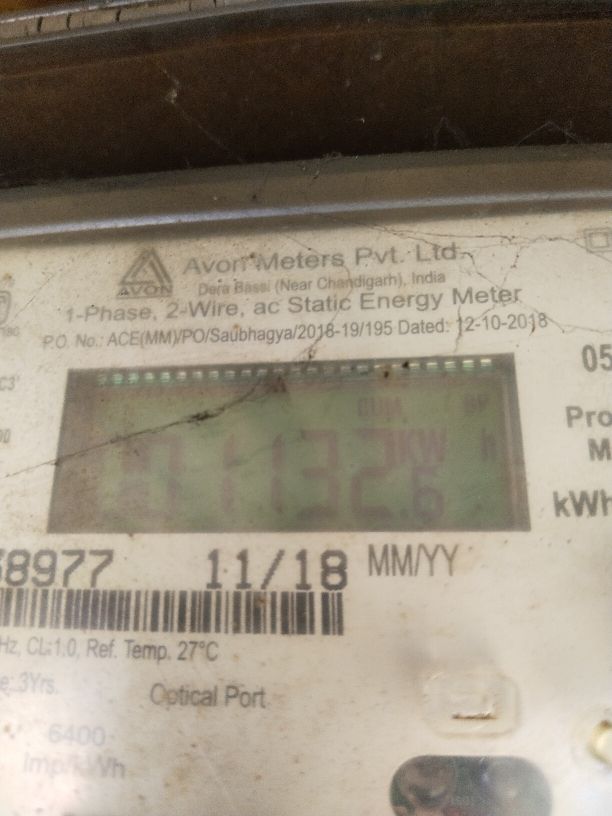 AVON
Avon Meters Pvt. Ltd.
Dera Bassi (Near Chandigarh), India
1-Phase, 2-Wire, ac Static Energy Meter
P.O. No.: ACE(MM)/PO/Saubhagya/2018-19/195 Dated: 12-10-2018
05
Pro
M
kWh
CUM
01132.6 KW h
8977 11/18 MM/YY
Hz, CL:1.0, Ref. Temp. 27°C
3Yrs.
Optical Port
6400
Imp/kWh